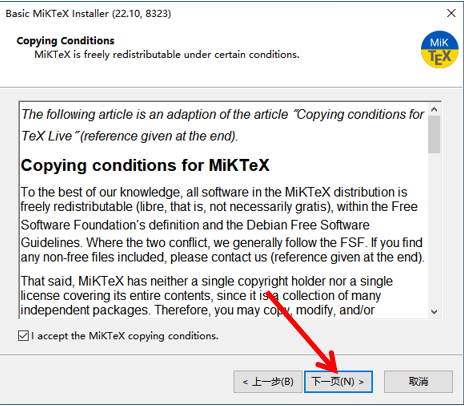 Basic MiKTeX Installer (22.10, 8323)
Copying Conditions
MiKTeX is freely redistributable under certain conditions.
MiK
TEX
The following article is an adaption of the article "Copying conditions for
TeX Live" (reference given at the end).
Copying conditions for MiKTeX
To the best of our knowledge, all software in the MiKTeX distribution is
freely redistributable (libre, that is, not necessarily gratis), within the Free
Software Foundation's definition and the Debian Free Software
Guidelines. Where the two conflict, we generally follow the FSF. If you find
any non-free files included, please contact us (reference given at the end).
That said, MiKTeX has neither a single copyright holder nor a single
license covering its entire contents, since it is a collection of many
independent packages. Therefore, you may copy, modify, and/or
I accept the MiKTeX copying conditions.
< 上一步(B)
下一页(N) >
取消